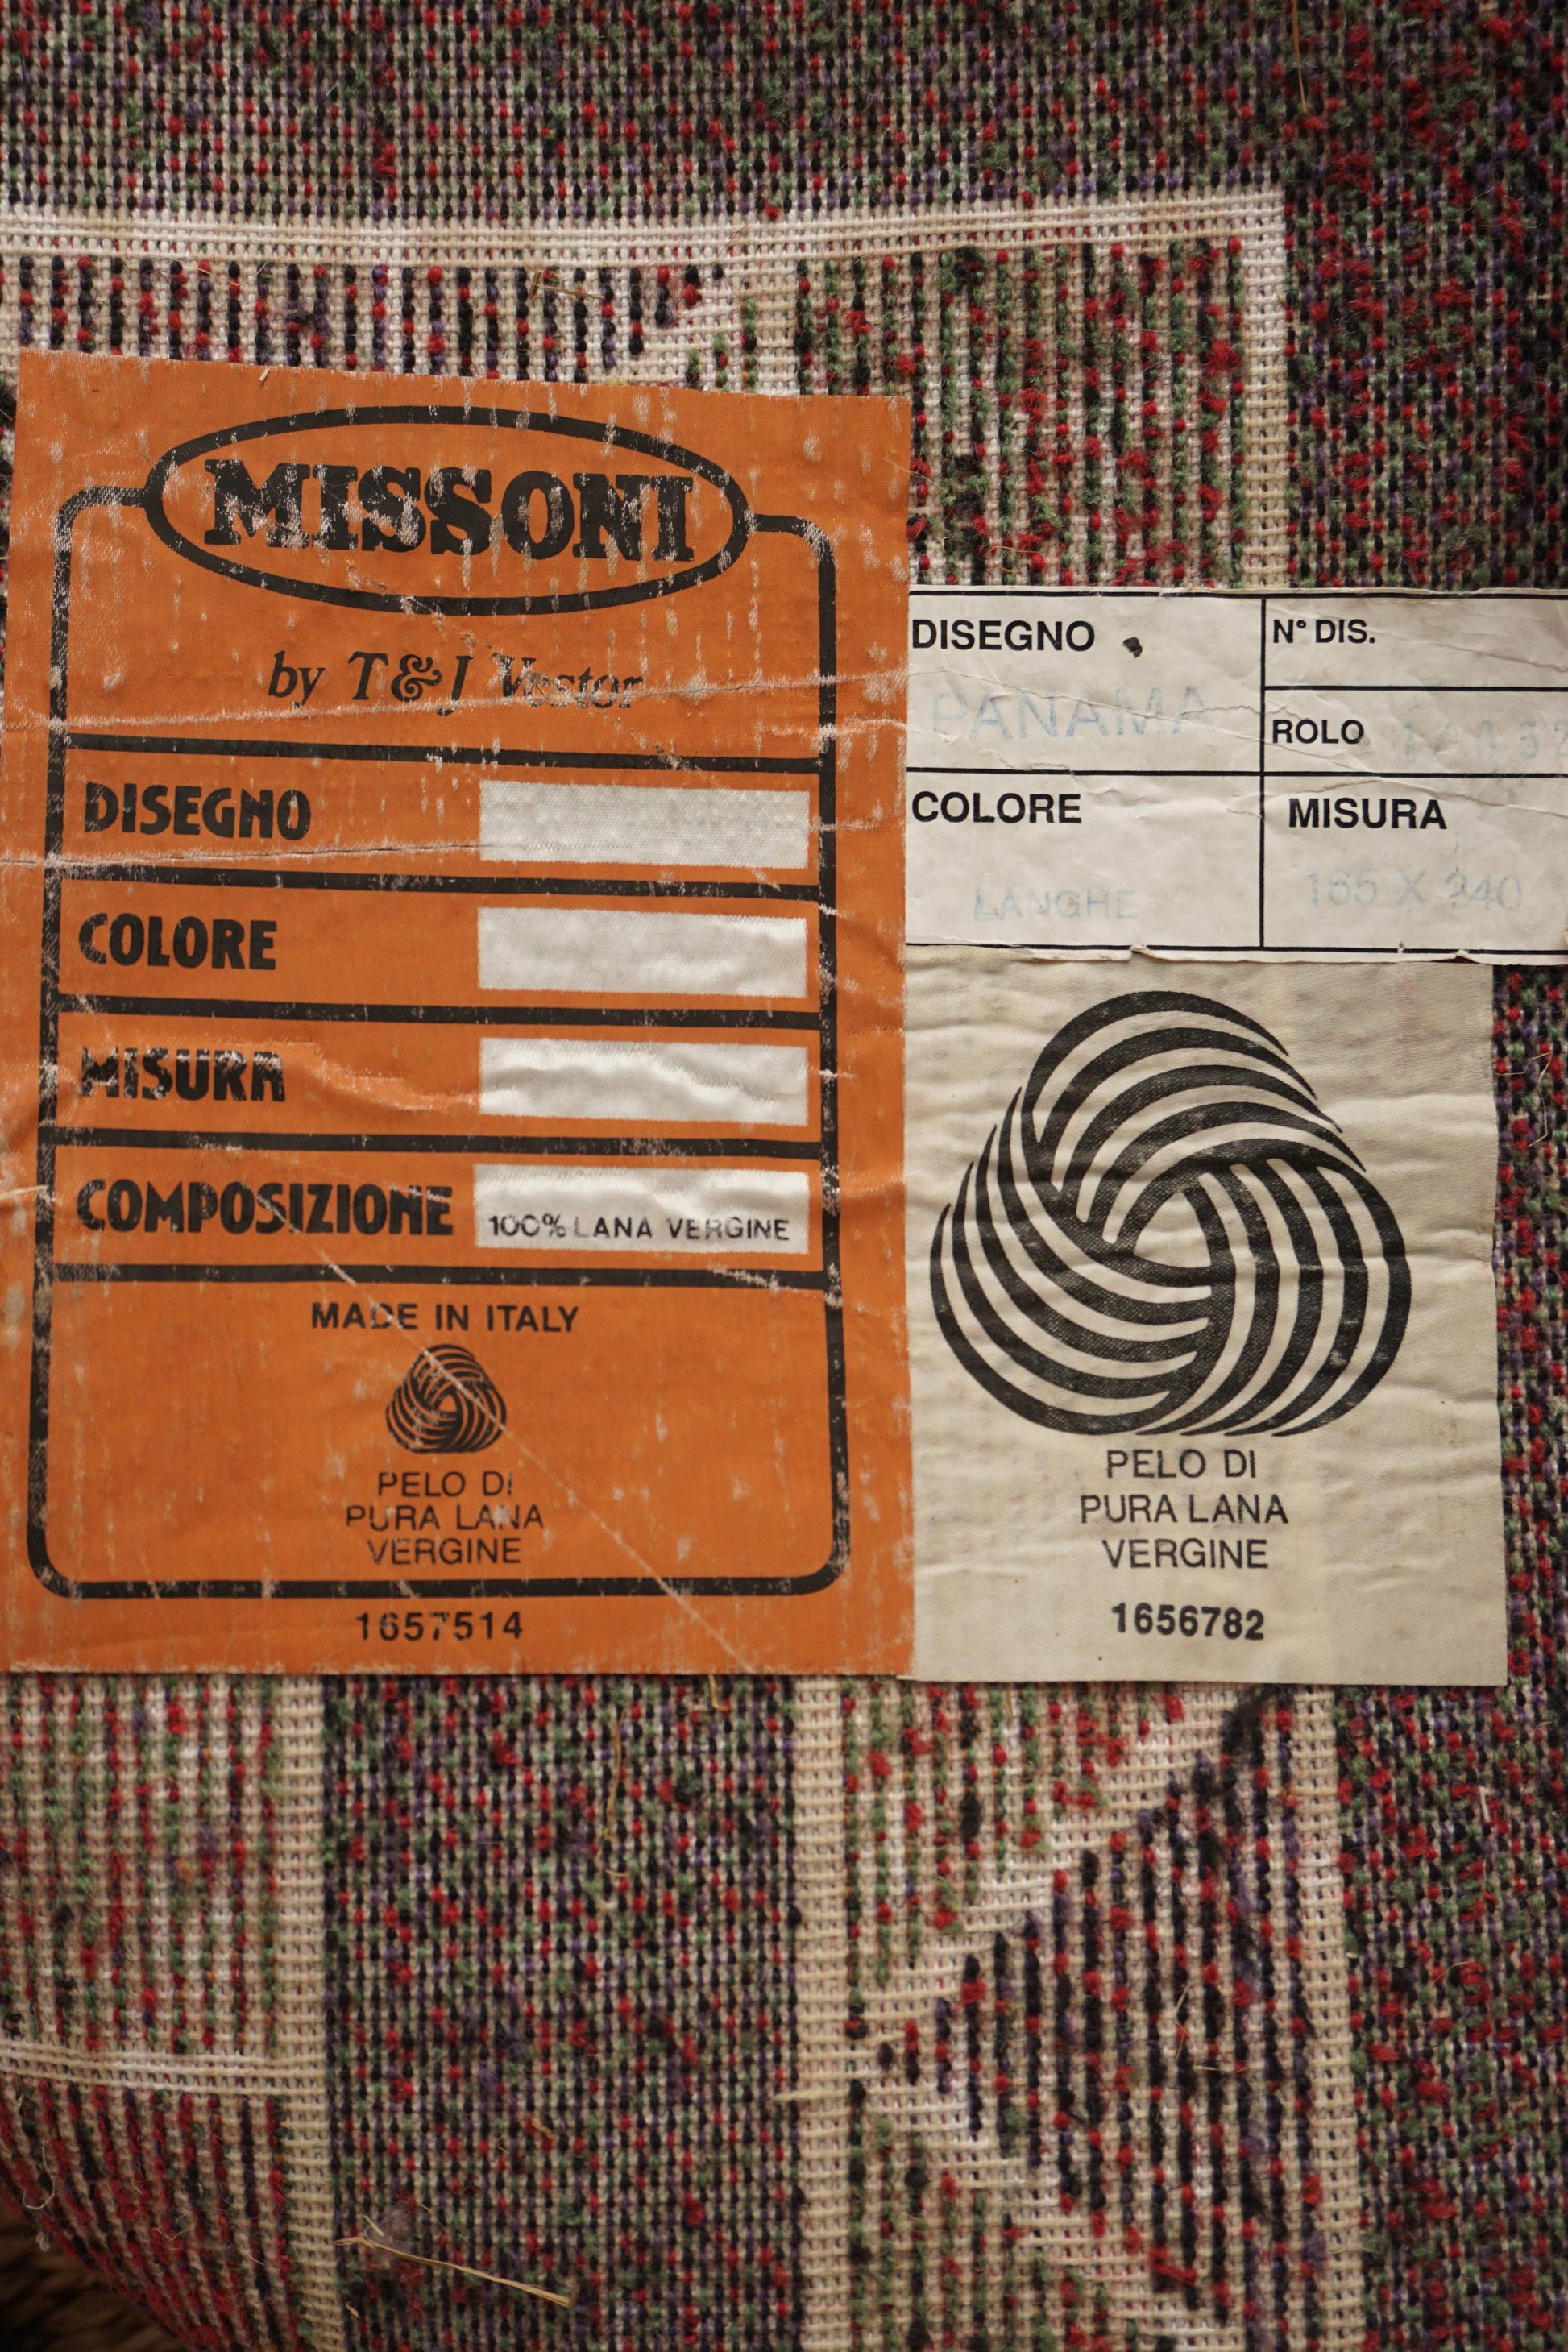 MISSONI
by T&J Vestor
DISEGNO
COLORE
MISURA
COMPOSIZIONE 100% LANA VERGINE
MADE IN ITALY
PELO DI
PURA LANA
VERGINE
1657514
DISEGNO
PANAMA
N° DIS.
ROLO
COLORE
LANGHE
MISURA
165 X 240
PELO DI
PURA LANA
VERGINE
1656782